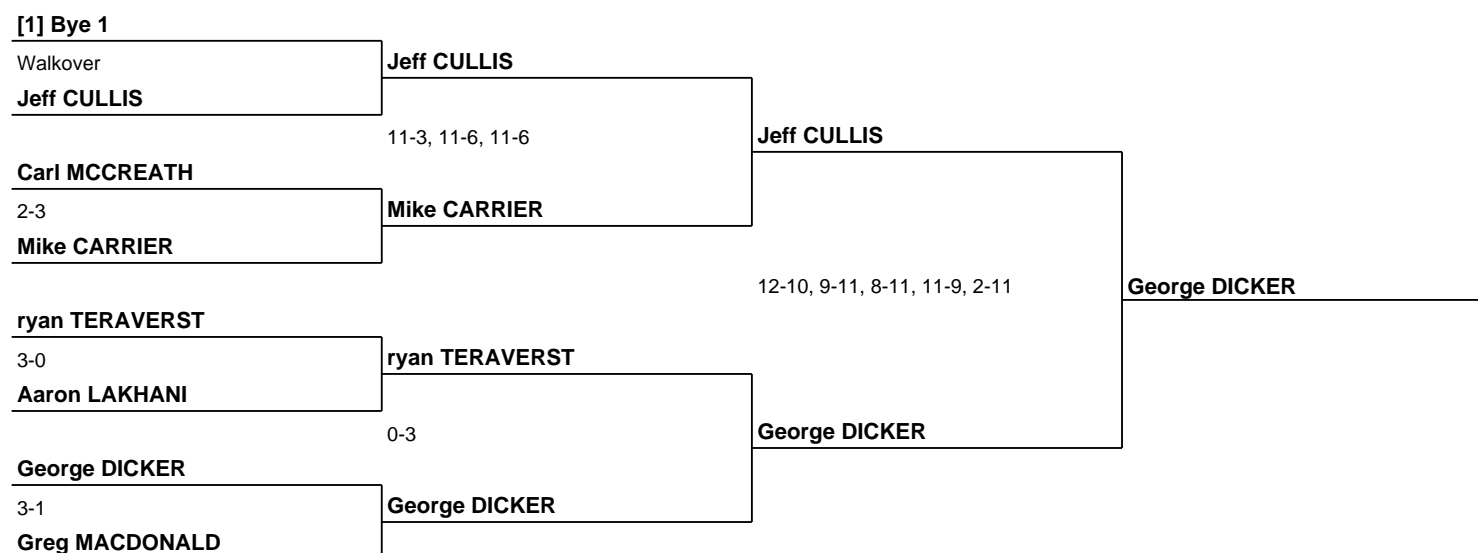 [1] Bye 1
Walkover
Jeff CULLIS
Jeff CULLIS
11-3, 11-6, 11-6
Jeff CULLIS
Carl MCCREATH
2-3
Mike CARRIER
Mike CARRIER
12-10, 9-11, 8-11, 11-9, 2-11
George DICKER
ryan TERAVERST
3-0
ryan TERAVERST
Aaron LAKHANI
0-3
George DICKER
George DICKER
3-1
George DICKER
Greg MACDONALD